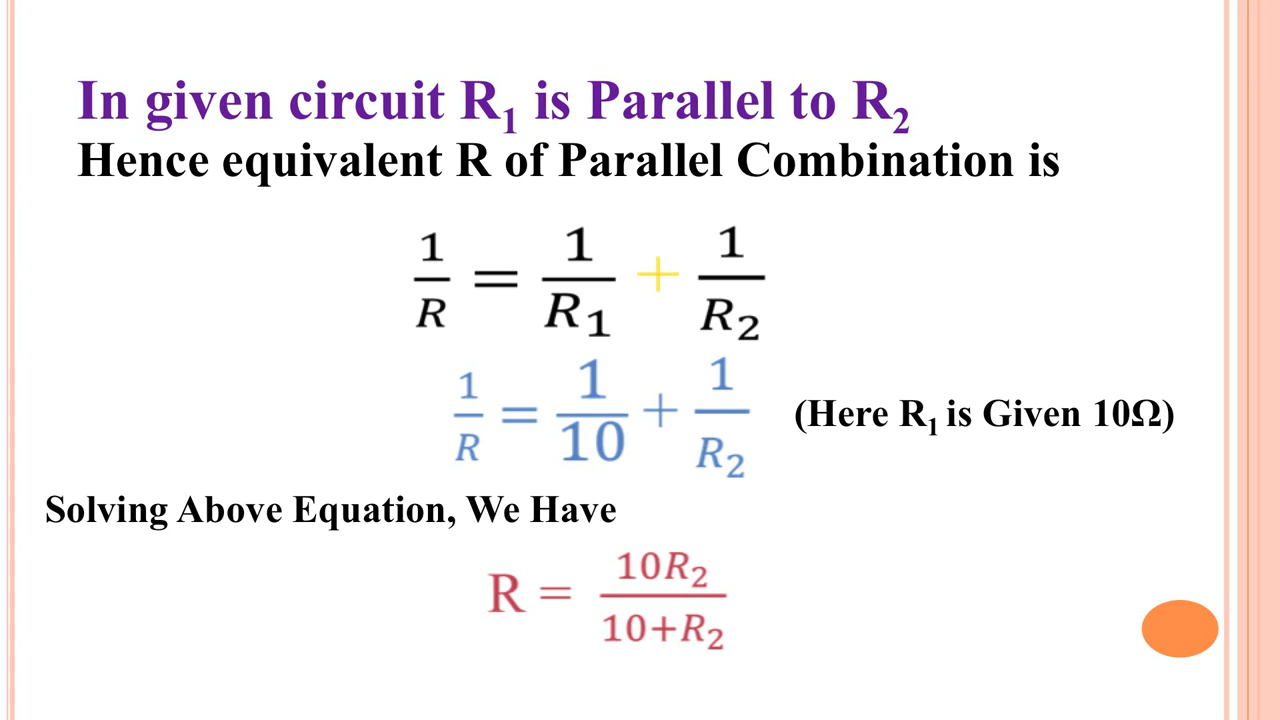 In given circuit R₁ is Parallel to R₂
Hence equivalent R of Parallel Combination is
1/R = 1/R₁ + 1/R₂
1/R = 1/10 + 1/R₂ (Here R₁ is Given 10Ω)
Solving Above Equation, We Have
R = 10R₂/10+R₂